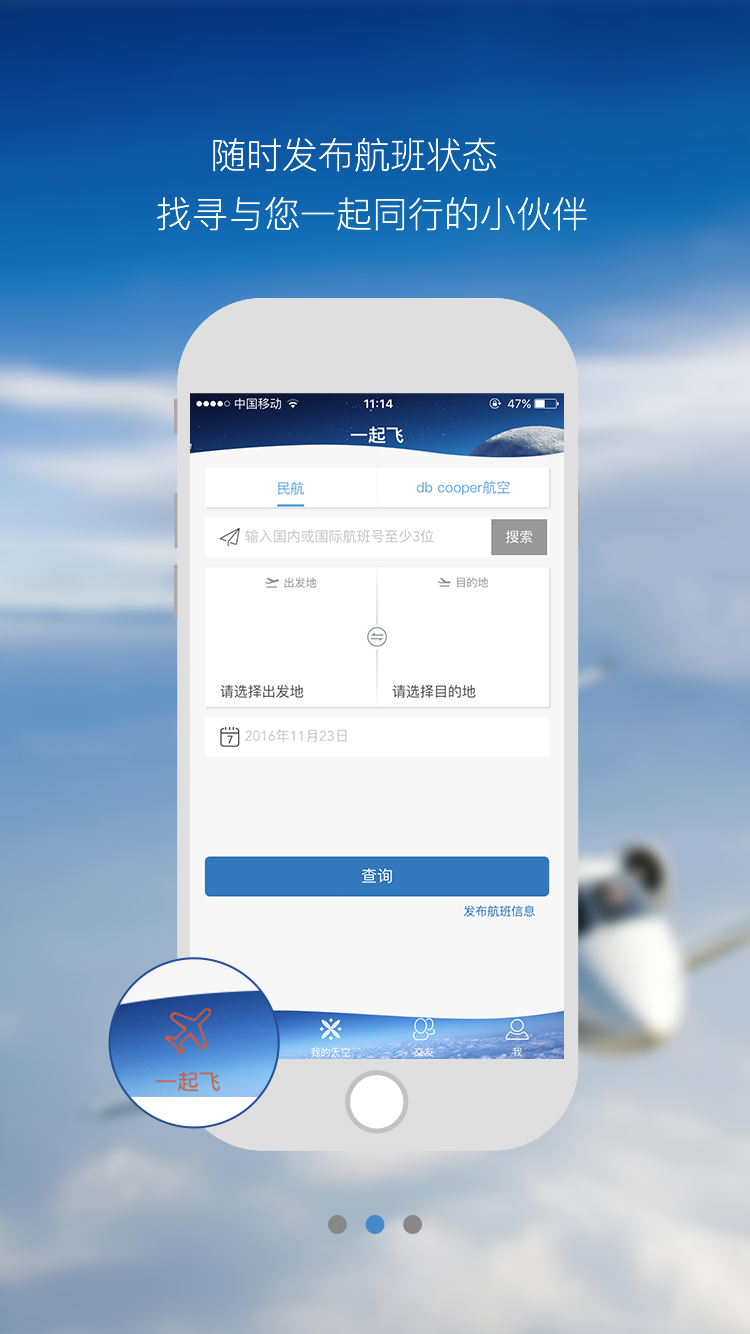 随时发布航班状态
找寻与您一起同行的小伙伴
中国移动 11:14 47%
一起飞
民航 db cooper航空
输入国内或国际航班号至少3位 搜索
出发地 目的地
请选择出发地 请选择目的地
7 2016年11月23日
查询
发布航班信息
一起飞 我的天空 交友 我